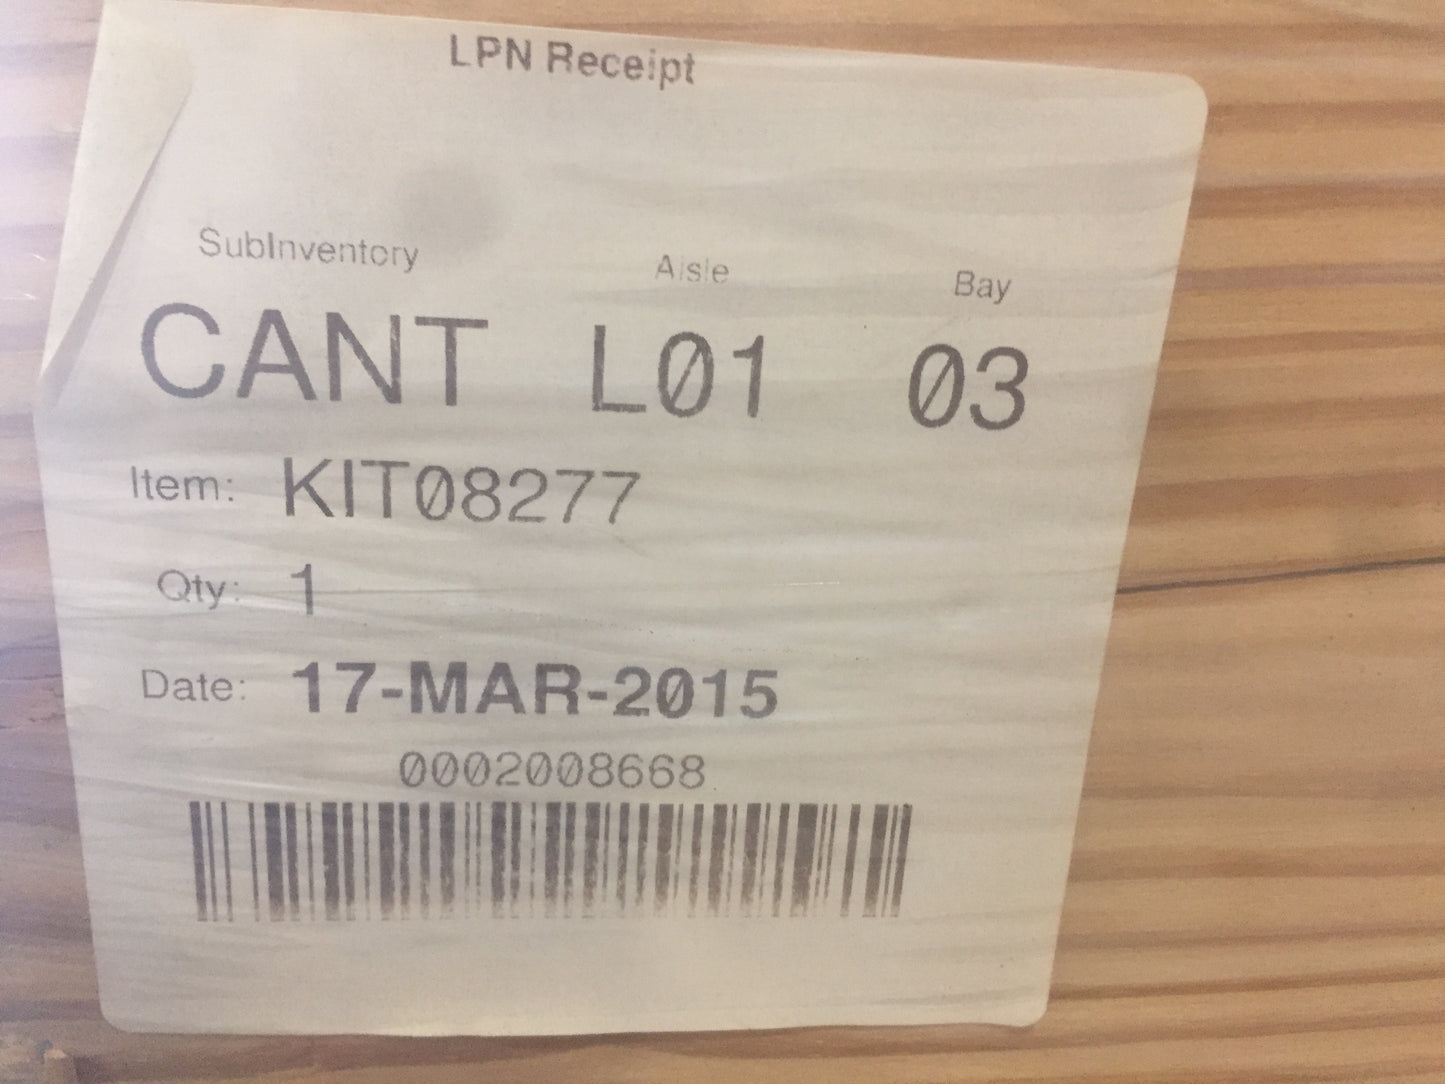 LPN Receipt
SubInventory Aisle Bay
CANT L01 03
Item: KIT08277
Qty: 1
Date: 17-MAR-2015
0002008668